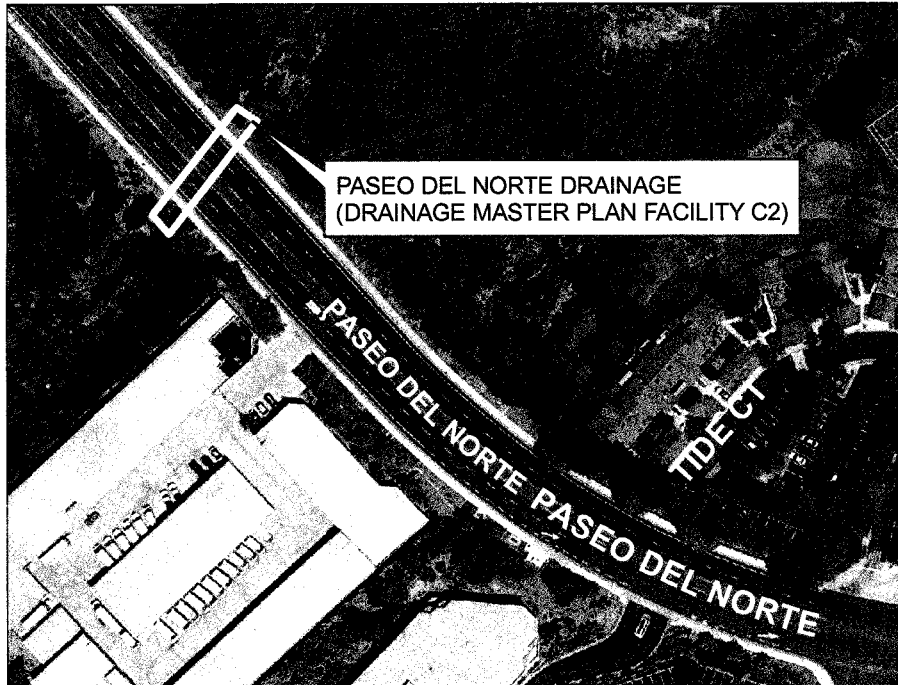 PASEO DEL NORTE DRAINAGE
(DRAINAGE MASTER PLAN FACILITY C2)
PASEO DEL NORTE
PASEO DEL NORTE
TIDE CT